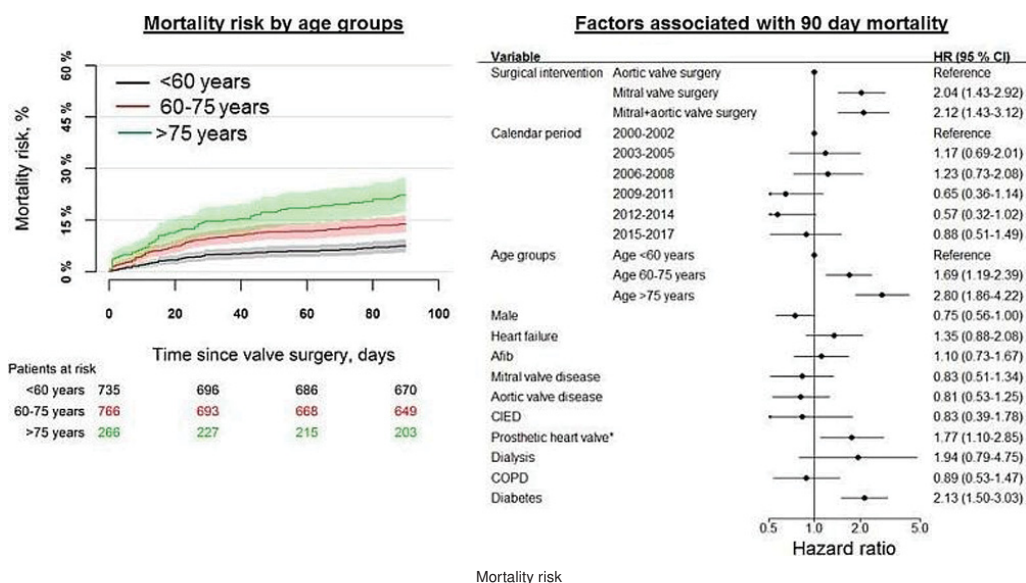 Mortality risk by age groups
60 %
45 %
30 %
15 %
0 %
Mortality risk, %
<60 years
60-75 years
>75 years
0 20 40 60 80 100
Time since valve surgery, days
Patients at risk
<60 years 735 696 686 670
60-75 years 766 693 668 649
>75 years 266 227 215 203
Factors associated with 90 day mortality
Variable HR (95 % CI)
Surgical intervention Aortic valve surgery Reference
Mitral valve surgery 2.04 (1.43-2.92)
Mitral+aortic valve surgery 2.12 (1.43-3.12)
Calendar period 2000-2002 Reference
2003-2005 1.17 (0.69-2.01)
2006-2008 1.23 (0.73-2.08)
2009-2011 0.65 (0.36-1.14)
2012-2014 0.57 (0.32-1.02)
2015-2017 0.88 (0.51-1.49)
Age groups Age <60 years Reference
Age 60-75 years 1.69 (1.19-2.39)
Age >75 years 2.80 (1.86-4.22)
Male 0.75 (0.56-1.00)
Heart failure 1.35 (0.88-2.08)
Afib 1.10 (0.73-1.67)
Mitral valve disease 0.83 (0.51-1.34)
Aortic valve disease 0.81 (0.53-1.25)
CIED 0.83 (0.39-1.78)
Prosthetic heart valve* 1.77 (1.10-2.85)
Dialysis 1.94 (0.79-4.75)
COPD 0.89 (0.53-1.47)
Diabetes 2.13 (1.50-3.03)
0.5 1.0 2.0 5.0
Hazard ratio
Mortality risk